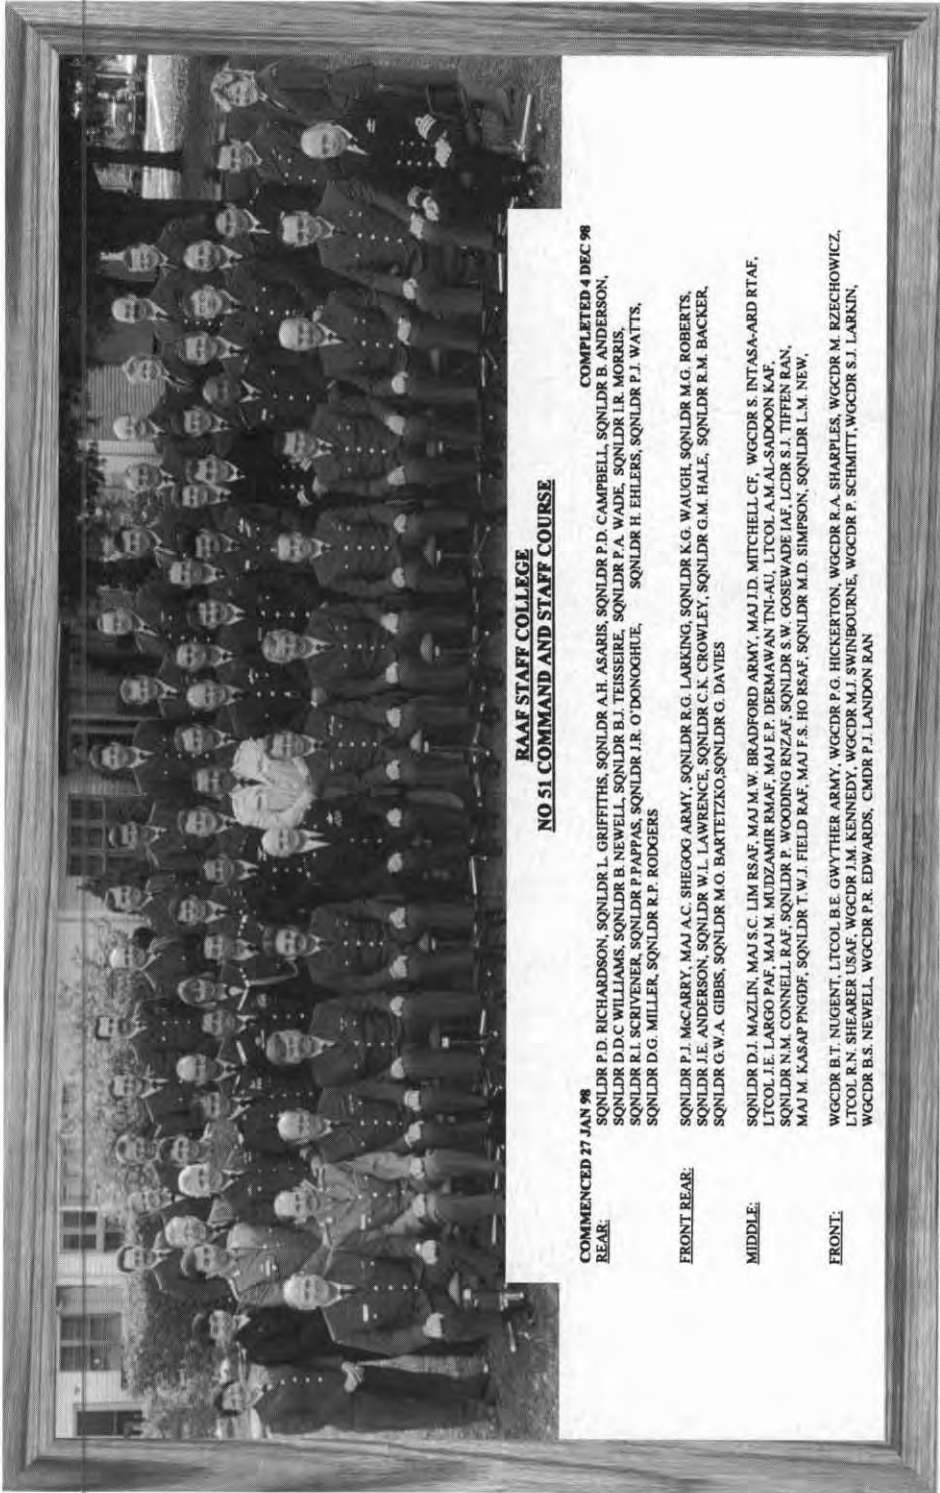 RAAF STAFF COLLEGE
NO 51 COMMAND AND STAFF COURSE
COMMENCED 27 JAN 98 COMPLETED 4 DEC 98
REAR: SQNLDR P.D. RICHARDSON, SQNLDR L. GRIFFITHS, SQNLDR A.H. ASARIS, SQNLDR P.D. CAMPBELL, SQNLDR B. ANDERSON,
SQNLDR D.D.C WILLIAMS, SQNLDR B. NEWELL, SQNLDR B.J. TEISSEIRE, SQNLDR P.A. WADE, SQNLDR I.R. MORRIS,
SQNLDR R.I. SCRIVENER, SQNLDR P.PAPPAS, SQNLDR J.R. O'DONOGHUE, SQNLDR H. EHLERS, SQNLDR P.J. WATTS,
SQNLDR D.G. MILLER, SQNLDR R.P. RODGERS
FRONT REAR: SQNLDR P.J. McCARRY, MAJ A.C. SHEGOG ARMY, SQNLDR R.G. LARKING, SQNLDR K.G. WAUGH, SQNLDR M.G. ROBERTS,
SQNLDR J.E. ANDERSON, SQNLDR W.L. LAWRENCE, SQNLDR C.K. CROWLEY, SQNLDR G.M. HALE, SQNLDR R.M. BACKER,
SQNLDR G.W.A. GIBBS, SQNLDR M.O. BARTETZKO,SQNLDR G. DAVIES
MIDDLE: SQNLDR D.J. MAZLIN, MAJ S.C. LIM RSAF, MAJ M.W. BRADFORD ARMY, MAJ J.D. MITCHELL CF, WGCDR S. INTASA-ARD RTAF,
LTCOL J.E. LARGO PAF, MAJ M. MUDZAMIR RMAF, MAJ E.P. DERMAWAN TNI-AU, LTCOL A.M.AL-SADOON KAF,
SQNLDR N.M. CONNELL RAF, SQNLDR P. WOODING RNZAF, SQNLDR S.W. GOSEWADE IAF, LCDR S.J. TIFFEN RAN,
MAJ M. KASAP PNGDF, SQNLDR T.W.J. FIELD RAF, MAJ F.S. HO RSAF, SQNLDR M.D. SIMPSON, SQNLDR L.M. NEW,
FRONT: WGCDR B.T. NUGENT, LTCOL B.E. GWYTHER ARMY, WGCDR P.G. HICKERTON, WGCDR R.A. SHARPLES, WGCDR M. RZECHOWICZ,
LTCOL R.N. SHEARER USAF, WGCDR J.M. KENNEDY, WGCDR M.J. SWINBOURNE, WGCDR P. SCHMITT,WGCDR S.J. LARKIN,
WGCDR B.S. NEWELL, WGCDR P.R. EDWARDS, CMDR P.J. LANDON RAN